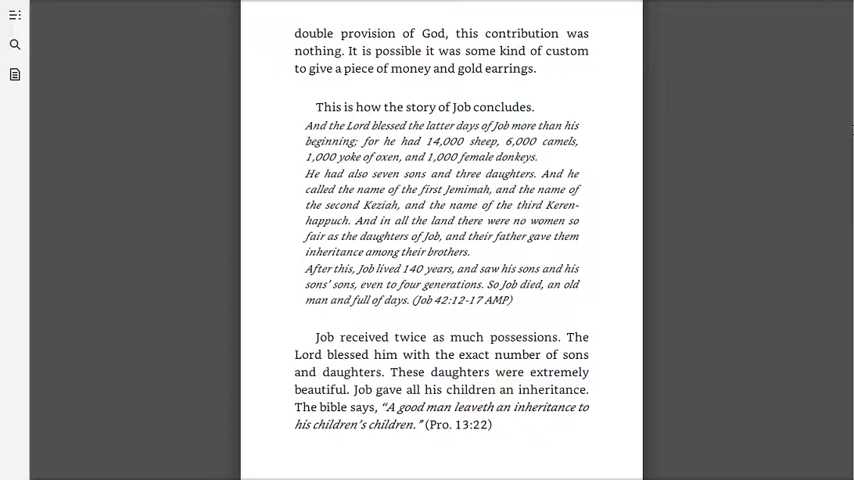 double provision of God, this contribution was
nothing. It is possible it was some kind of custom
to give a piece of money and gold earrings.
This is how the story of Job concludes.
And the Lord blessed the latter days of Job more than his
beginning; for he had 14,000 sheep, 6,000 camels,
1,000 yoke of oxen, and 1,000 female donkeys.
He had also seven sons and three daughters. And he
called the name of the first Jemimah, and the name of
the second Keziah, and the name of the third Keren-
happuch. And in all the land there were no women so
fair as the daughters of Job, and their father gave them
inheritance among their brothers.
After this, Job lived 140 years, and saw his sons and his
sons’ sons, even to four generations. So Job died, an old
man and full of days. (Job 42:12-17 AMP)
Job received twice as much possessions. The
Lord blessed him with the exact number of sons
and daughters. These daughters were extremely
beautiful. Job gave all his children an inheritance.
The bible says, “A good man leaveth an inheritance to
his children’s children.” (Pro. 13:22)